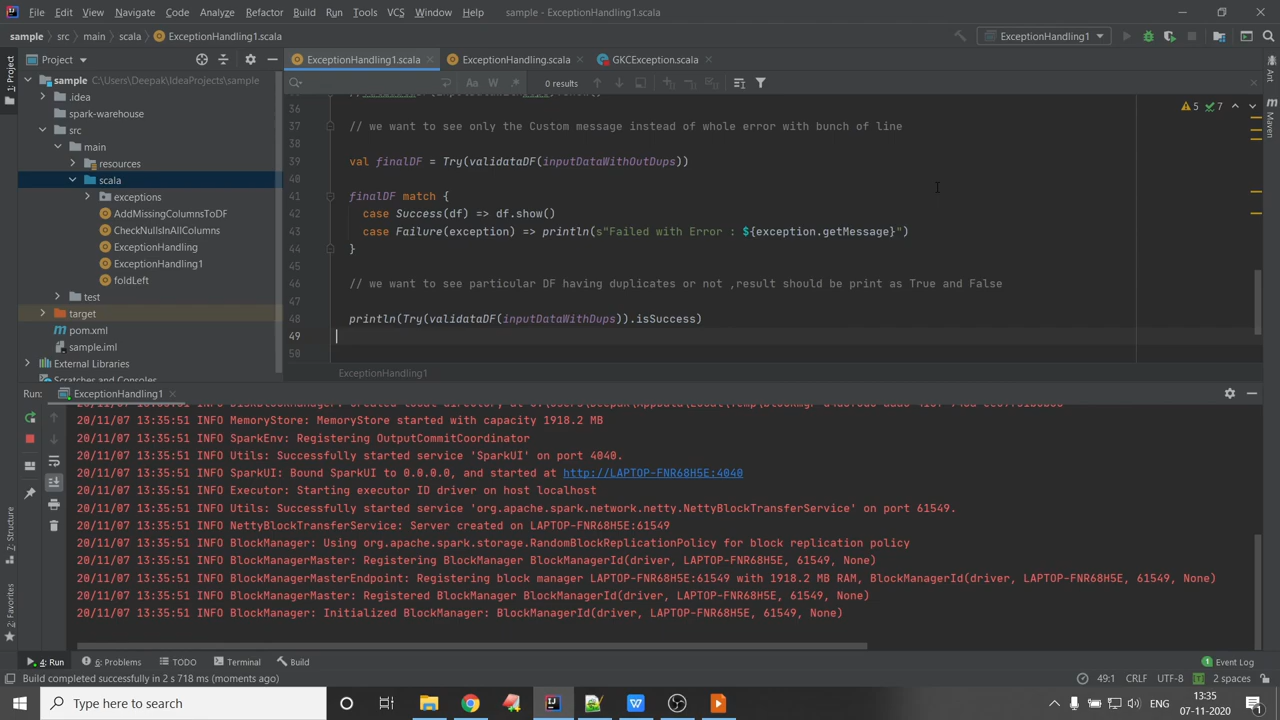 File Edit View Navigate Code Analyze Refactor Build Run Tools VCS Window Help sample - ExceptionHandling1.scala
sample src main scala ExceptionHandling1.scala ExceptionHandling1
1: Project
Project
ExceptionHandling1.scala ExceptionHandling.scala GKCException.scala
Ant
Maven
sample C:\Users\Deepak\IdeaProjects\sample
Aa W .* 0 results
.idea
spark-warehouse
src
main
resources
scala
exceptions
AddMissingColumnsToDF
CheckNullsInAllColumns
ExceptionHandling
ExceptionHandling1
foldLeft
test
target
pom.xml
sample.iml
External Libraries
Scratches and Consoles
5 7
36
37 // we want to see only the Custom message instead of whole error with bunch of line
38
39 val finalDF = Try(validataDF(inputDataWithOutDups))
40
41 finalDF match {
42 case Success(df) => df.show()
43 case Failure(exception) => println(s"Failed with Error : ${exception.getMessage}")
44 }
45
46 // we want to see particular DF having duplicates or not ,result should be print as True and False
47
48 println(Try(validataDF(inputDataWithDups)).isSuccess)
49
50
ExceptionHandling1
Run: ExceptionHandling1
20/11/07 13:35:51 INFO MemoryStore: MemoryStore started with capacity 1918.2 MB
20/11/07 13:35:51 INFO SparkEnv: Registering OutputCommitCoordinator
20/11/07 13:35:51 INFO Utils: Successfully started service 'SparkUI' on port 4040.
20/11/07 13:35:51 INFO SparkUI: Bound SparkUI to 0.0.0.0, and started at http://LAPTOP-FNR68H5E:4040
20/11/07 13:35:51 INFO Executor: Starting executor ID driver on host localhost
20/11/07 13:35:51 INFO Utils: Successfully started service 'org.apache.spark.network.netty.NettyBlockTransferService' on port 61549.
20/11/07 13:35:51 INFO NettyBlockTransferService: Server created on LAPTOP-FNR68H5E:61549
20/11/07 13:35:51 INFO BlockManager: Using org.apache.spark.storage.RandomBlockReplicationPolicy for block replication policy
20/11/07 13:35:51 INFO BlockManagerMaster: Registering BlockManager BlockManagerId(driver, LAPTOP-FNR68H5E, 61549, None)
20/11/07 13:35:51 INFO BlockManagerMasterEndpoint: Registering block manager LAPTOP-FNR68H5E:61549 with 1918.2 MB RAM, BlockManagerId(driver, LAPTOP-FNR68H5E, 61549, None)
20/11/07 13:35:51 INFO BlockManagerMaster: Registered BlockManager BlockManagerId(driver, LAPTOP-FNR68H5E, 61549, None)
20/11/07 13:35:51 INFO BlockManager: Initialized BlockManager: BlockManagerId(driver, LAPTOP-FNR68H5E, 61549, None)
7: Structure
2: Favorites
4: Run 6: Problems TODO Terminal Build 1 Event Log
Build completed successfully in 2 s 718 ms (moments ago) 49:1 CRLF UTF-8 2 spaces
Type here to search
ENG
13:35
07-11-2020
1